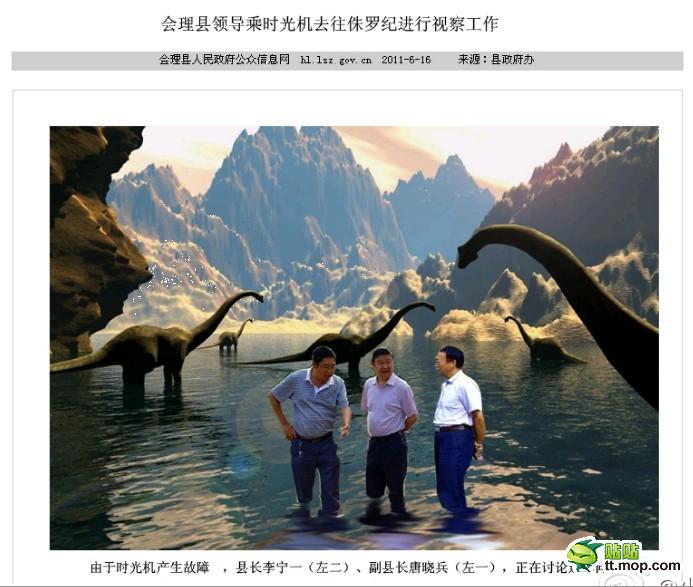 会理县领导乘时光机去往侏罗纪进行视察工作
会理县人民政府公众信息网 hl.lsz.gov.cn 2011-6-16 来源:县政府办
由于时光机产生故障 ,县长李宁一(左二)、副县长唐晓兵(左一),正在讨论
贴贴
tt.mop.com